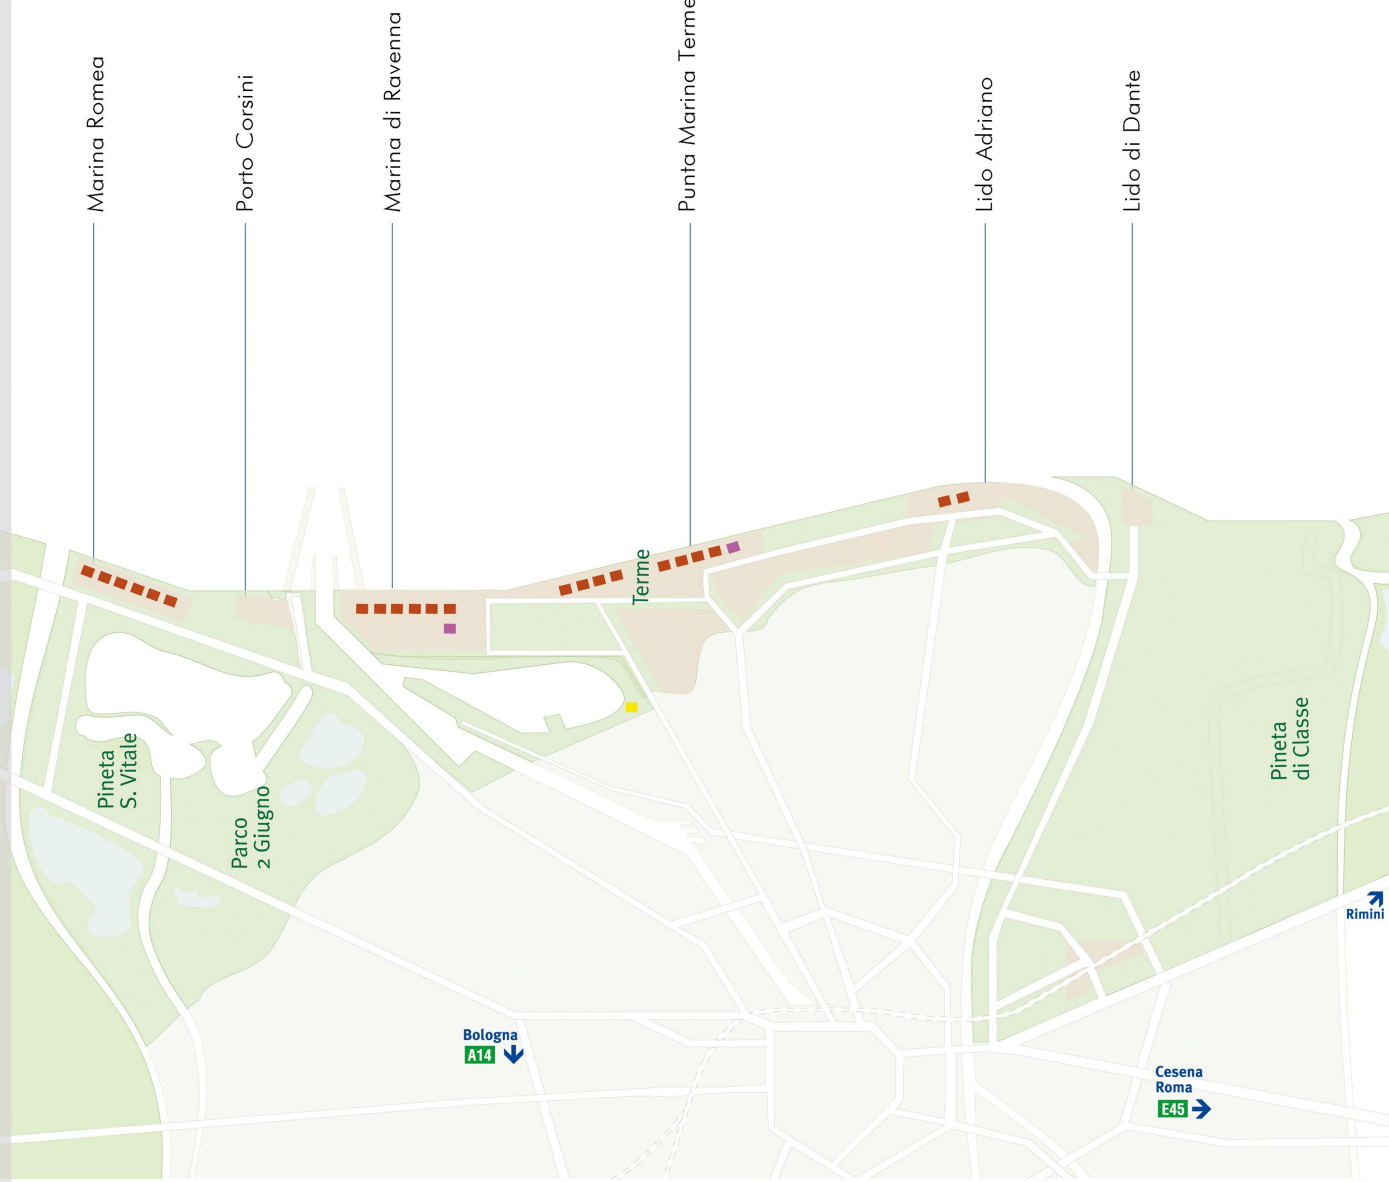 Marina Romea
Porto Corsini
Marina di Ravenna
Punta Marina Terme
Lido Adriano
Lido di Dante
Terme
Pineta
S. Vitale
Parco
2 Giugno
Pineta
di Classe
Rimini
Bologna
A14
Cesena
Roma
E45